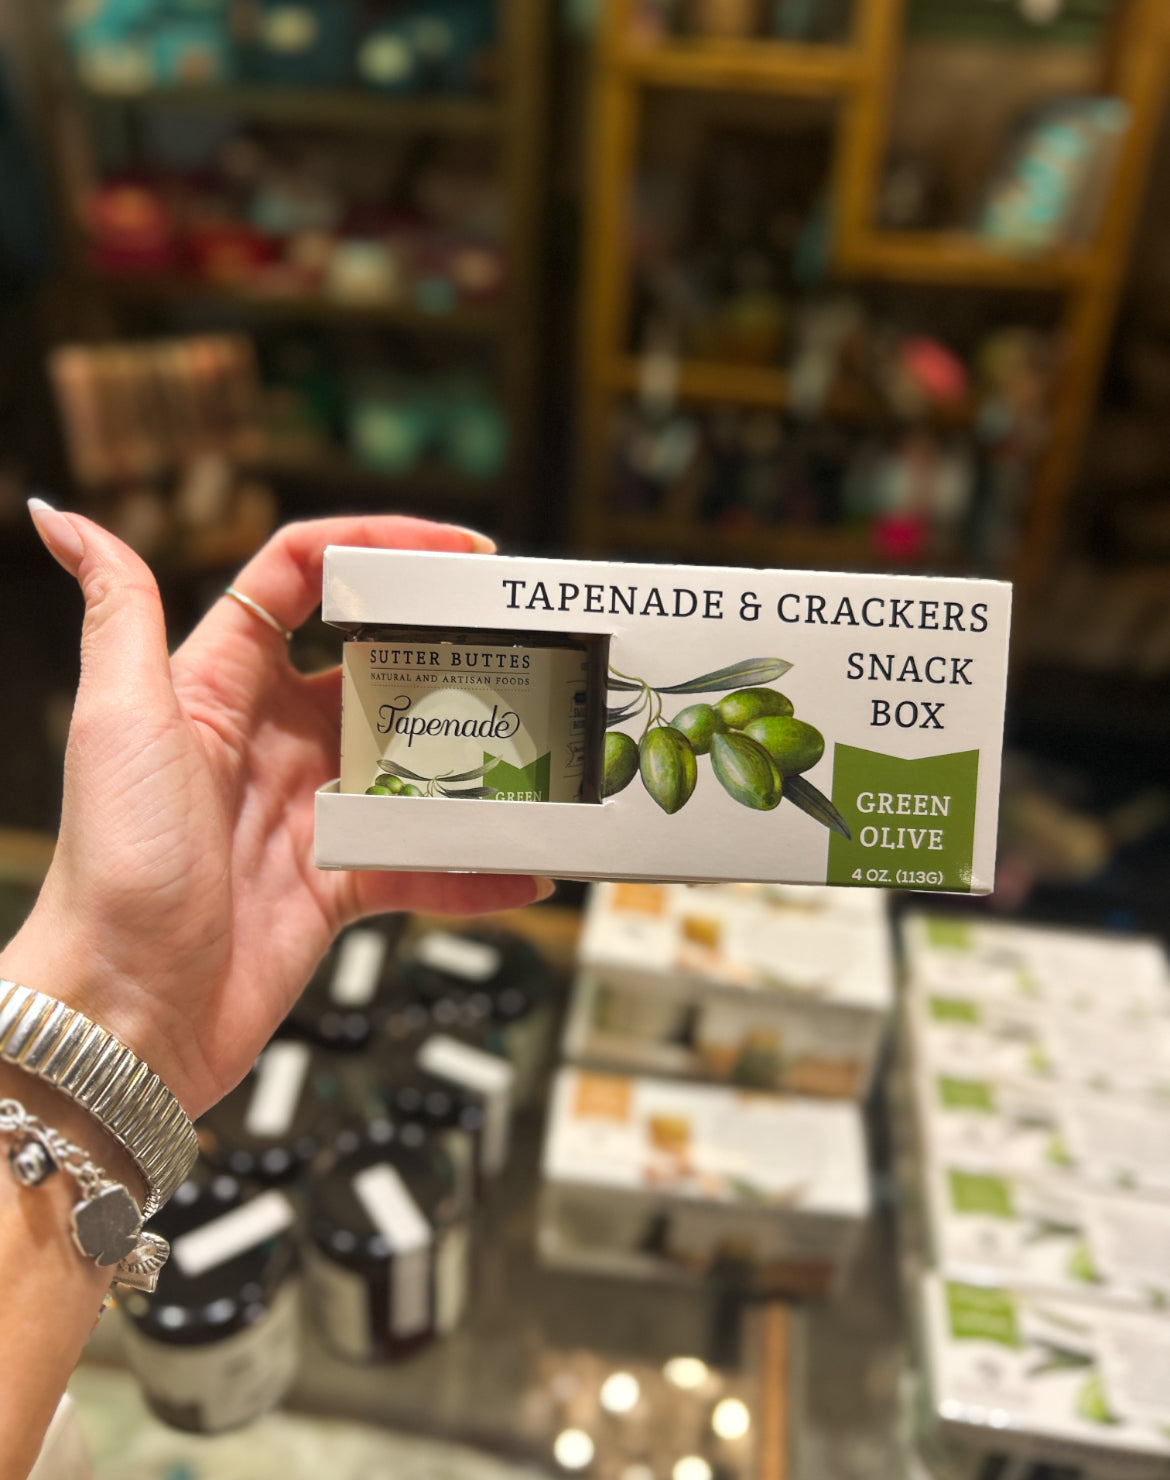 TAPENADE & CRACKERS
SNACK
BOX
SUTTER BUTTES
NATURAL AND ARTISAN FOODS
Tapenade
GREEN
GREEN
OLIVE
4 OZ. (113G)